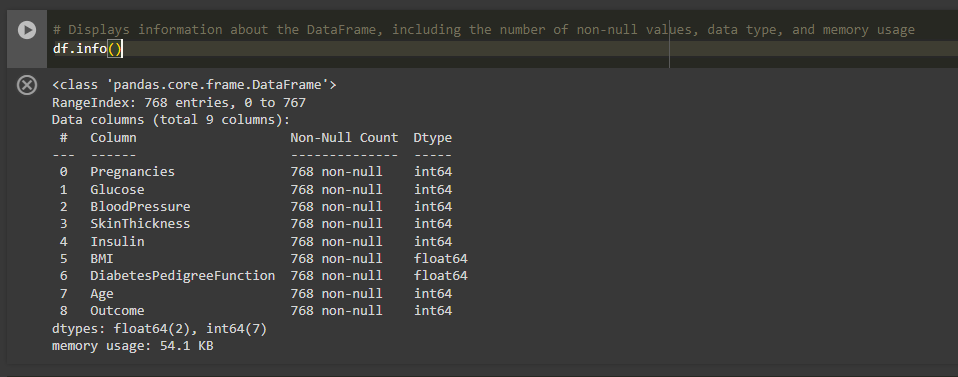 # Displays information about the DataFrame, including the number of non-null values, data type, and memory usage
df.info()
<class 'pandas.core.frame.DataFrame'>
RangeIndex: 768 entries, 0 to 767
Data columns (total 9 columns):
 #   Column                    Non-Null Count  Dtype
---  ------                    --------------  -----
 0   Pregnancies               768 non-null    int64
 1   Glucose                   768 non-null    int64
 2   BloodPressure             768 non-null    int64
 3   SkinThickness             768 non-null    int64
 4   Insulin                   768 non-null    int64
 5   BMI                       768 non-null    float64
 6   DiabetesPedigreeFunction  768 non-null    float64
 7   Age                       768 non-null    int64
 8   Outcome                   768 non-null    int64
dtypes: float64(2), int64(7)
memory usage: 54.1 KB